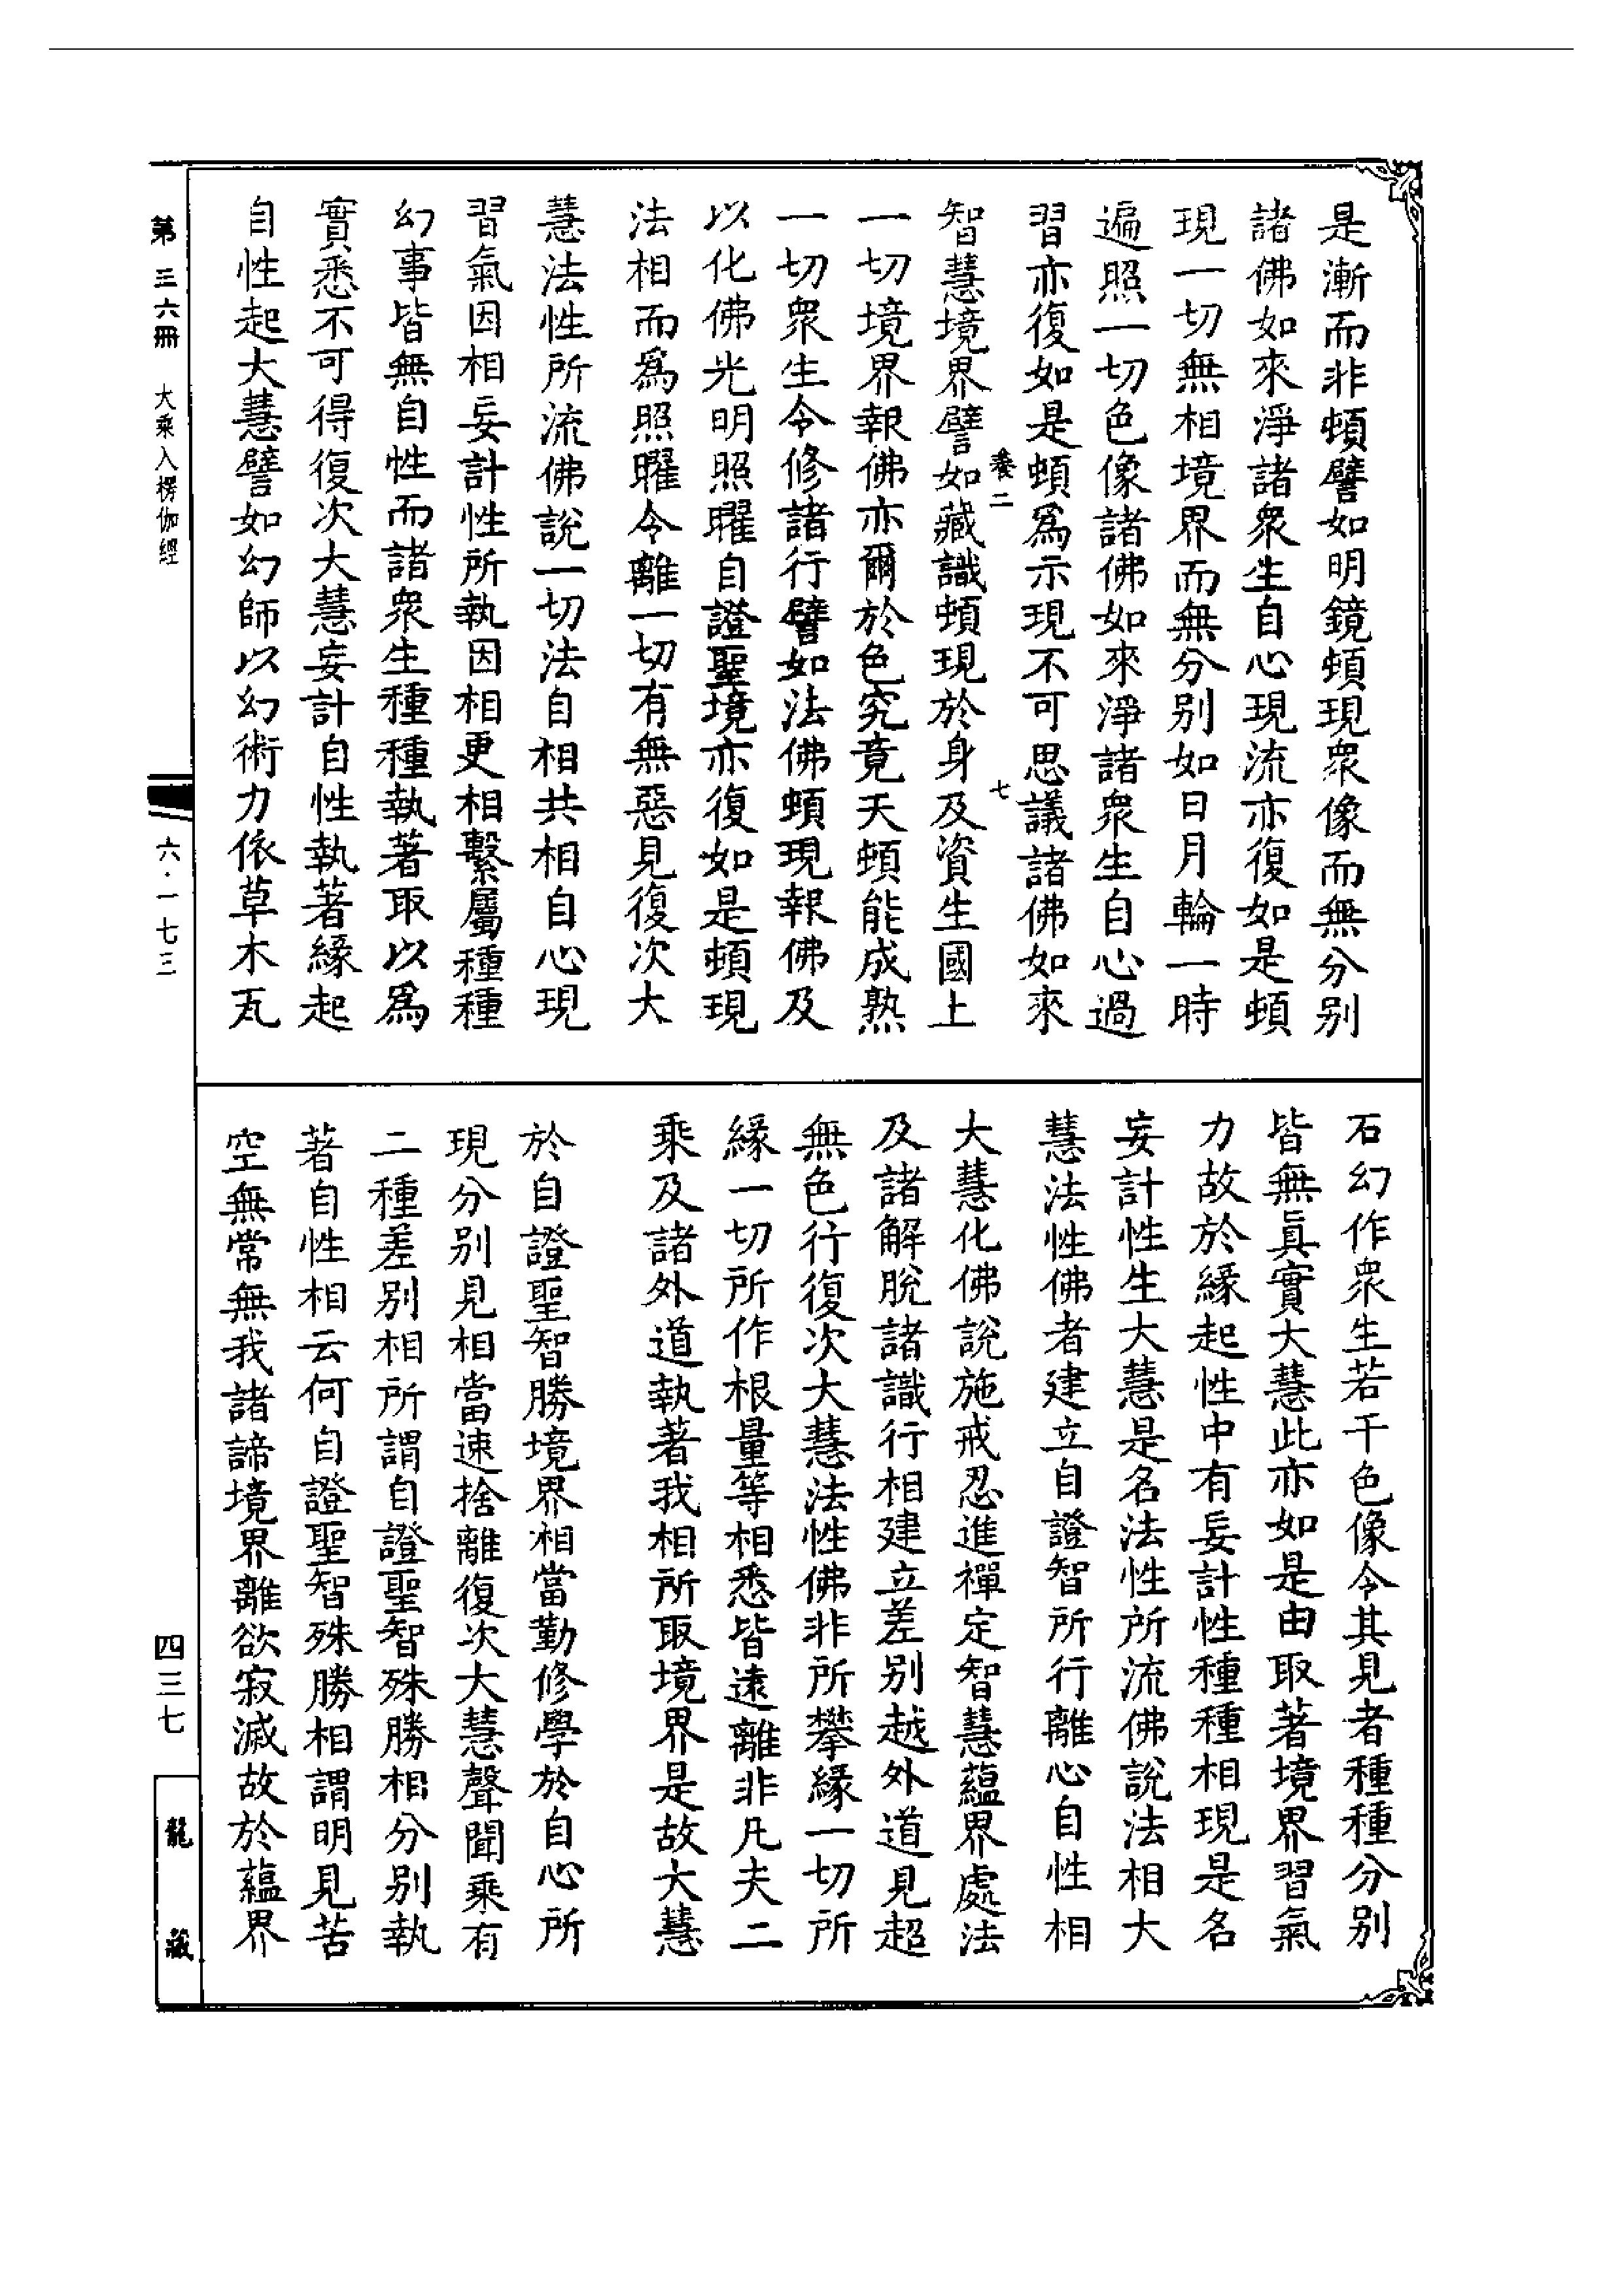 是漸而非頓譬如明鏡頓現衆像而無分别
諸佛如來淨諸衆生自心現流亦復如是頓
現一切無相境界而無分别如日月輪一時
遍照一切色像諸佛如來淨諸衆生自心過
習亦復如是頓爲示現不可思議諸佛如來
卷二 七
智慧境界譬如藏識頓現於身及資生國土
一切境界報佛亦爾於色究竟天頓能成熟
一切衆生令修諸行譬如法佛頓現報佛及
以化佛光明照曜自證聖境亦復如是頓現
法相而爲照曜令離一切有無惡見復次大
慧法性所流佛說一切法自相共相自心現
習氣因相妄計性所執因相更相繫屬種種
幻事皆無自性而諸衆生種種執著取以爲
實悉不可得復次大慧妄計自性執著緣起
自性起大慧譬如幻師以幻術力依草木瓦
石幻作衆生若干色像令其見者種種分别
皆無真實大慧此亦如是由取著境界習氣
力故於緣起性中有妄計性種種相現是名
妄計性生大慧是名法性所流佛說法相大
慧法性佛者建立自證智所行離心自性相
大慧化佛說施戒忍進禪定智慧蘊界處法
及諸解脫諸識行相建立差别越外道見超
無色行復次大慧法性佛非所攀緣一切所
緣一切所作根量等相悉皆遠離非凡夫二
乘及諸外道執著我相所取境界是故大慧
於自證聖智勝境界相當勤修學於自心所
現分别見相當速捨離復次大慧聲聞乘有
二種差别相所謂自證聖智殊勝相分别執
著自性相云何自證聖智殊勝相謂明見苦
空無常無我諸諦境界離欲寂滅故於蘊界
第三六冊 大乘入楞伽經
六·一七三
四三七
龍藏